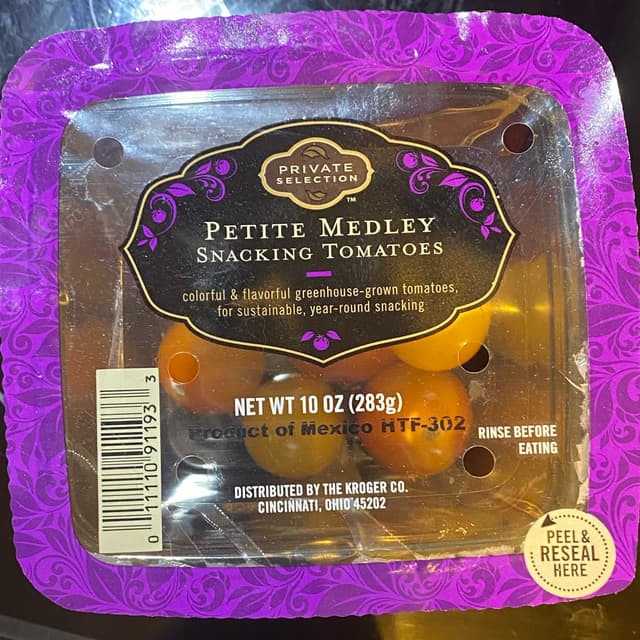 PRIVATE
SELECTION
TM
PETITE MEDLEY
SNACKING TOMATOES
colorful & flavorful greenhouse-grown tomatoes,
for sustainable, year-round snacking
NET WT 10 OZ (283g)
Product of Mexico HTF-302
RINSE BEFORE
EATING
DISTRIBUTED BY THE KROGER CO.
CINCINNATI, OHIO 45202
0 11110 91193 3
PEEL &
RESEAL
HERE